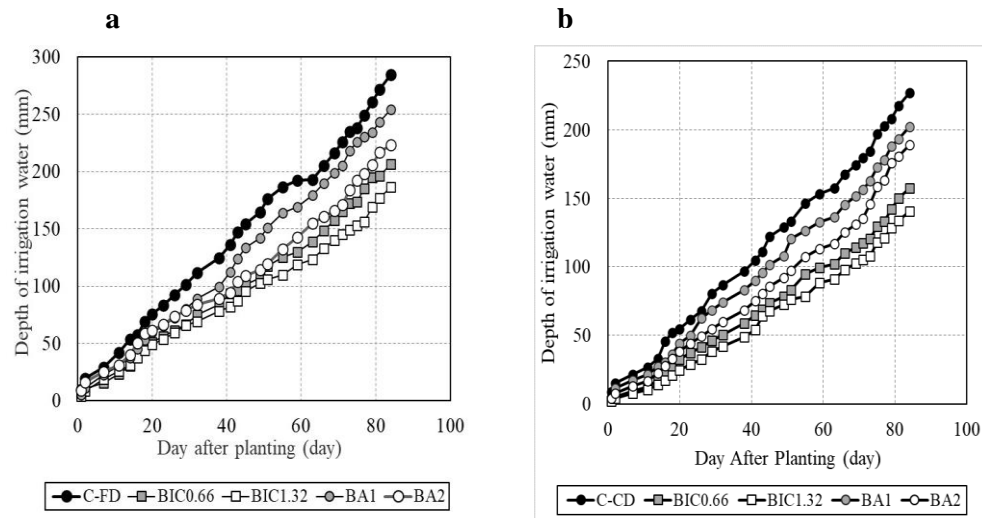 a
300
250
200
150
100
50
0
Depth of irrigation water (mm)
0 20 40 60 80 100
Day after planting (day)
C-FD BIC0.66 BIC1.32 BA1 BA2
b
250
200
150
100
50
0
Depth of irrigation water (mm)
0 20 40 60 80 100
Day After Planting (day)
C-CD BIC0.66 BIC1.32 BA1 BA2